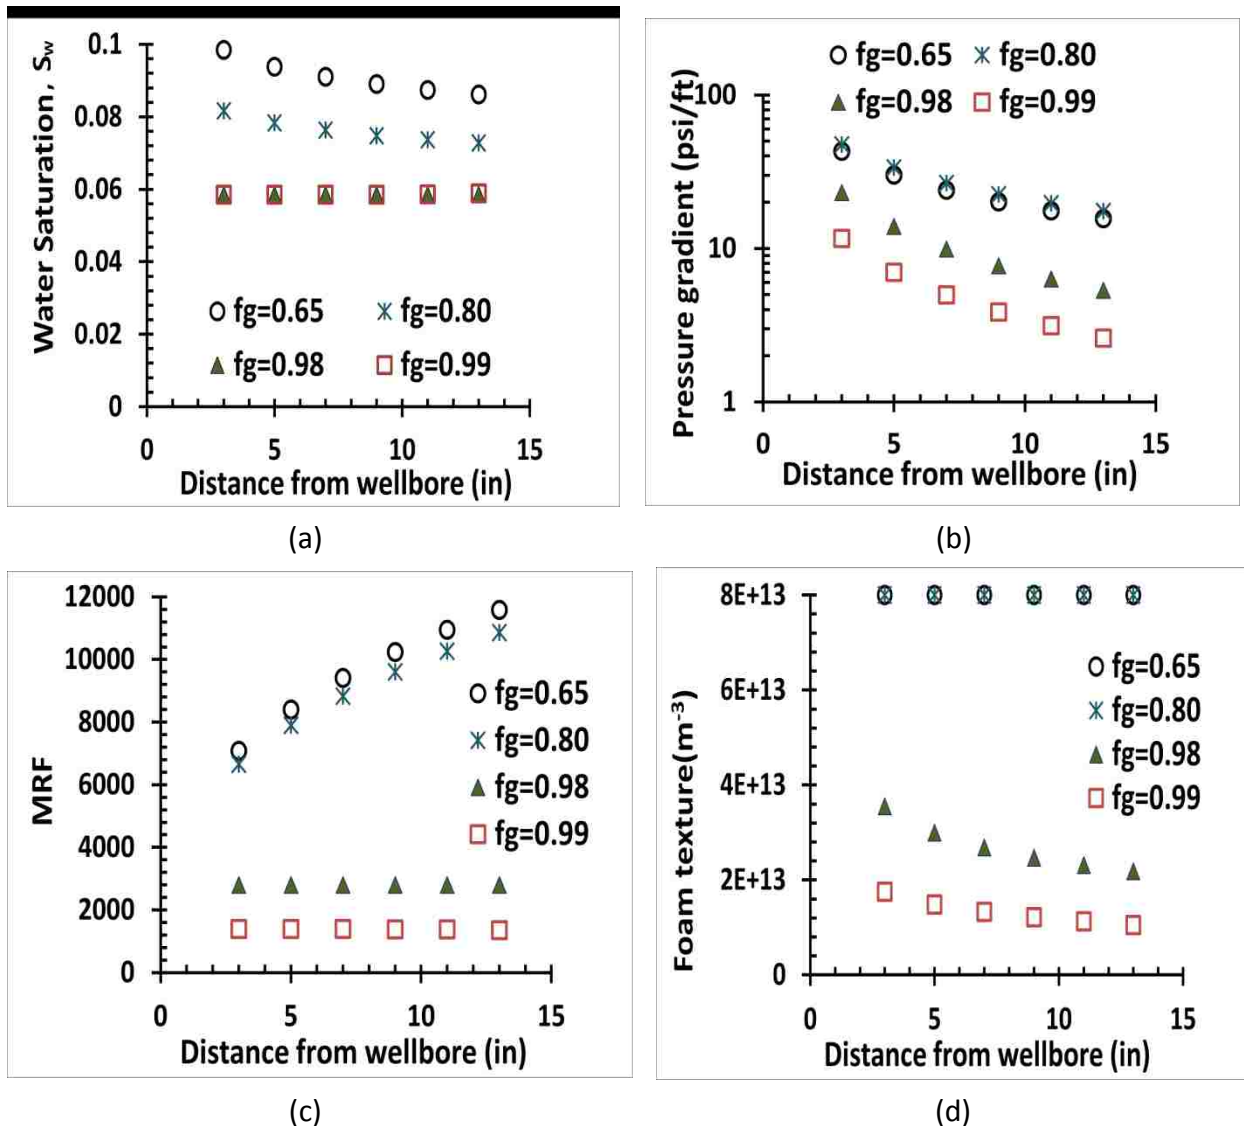 Water Saturation, Sw
0.1
0.08
0.06
0.04
0.02
0
fg=0.65 fg=0.80
fg=0.98 fg=0.99
0 5 10 15
Distance from wellbore (in)
(a)
fg=0.65 fg=0.80
fg=0.98 fg=0.99
Pressure gradient (psi/ft)
100
10
1
0 5 10 15
Distance from wellbore (in)
(b)
MRF
12000
10000
8000
6000
4000
2000
0
fg=0.65
fg=0.80
fg=0.98
fg=0.99
0 5 10 15
Distance from wellbore (in)
(c)
Foam texture(m⁻³)
8E+13
6E+13
4E+13
2E+13
0
fg=0.65
fg=0.80
fg=0.98
fg=0.99
0 5 10 15
Distance from wellbore (in)
(d)